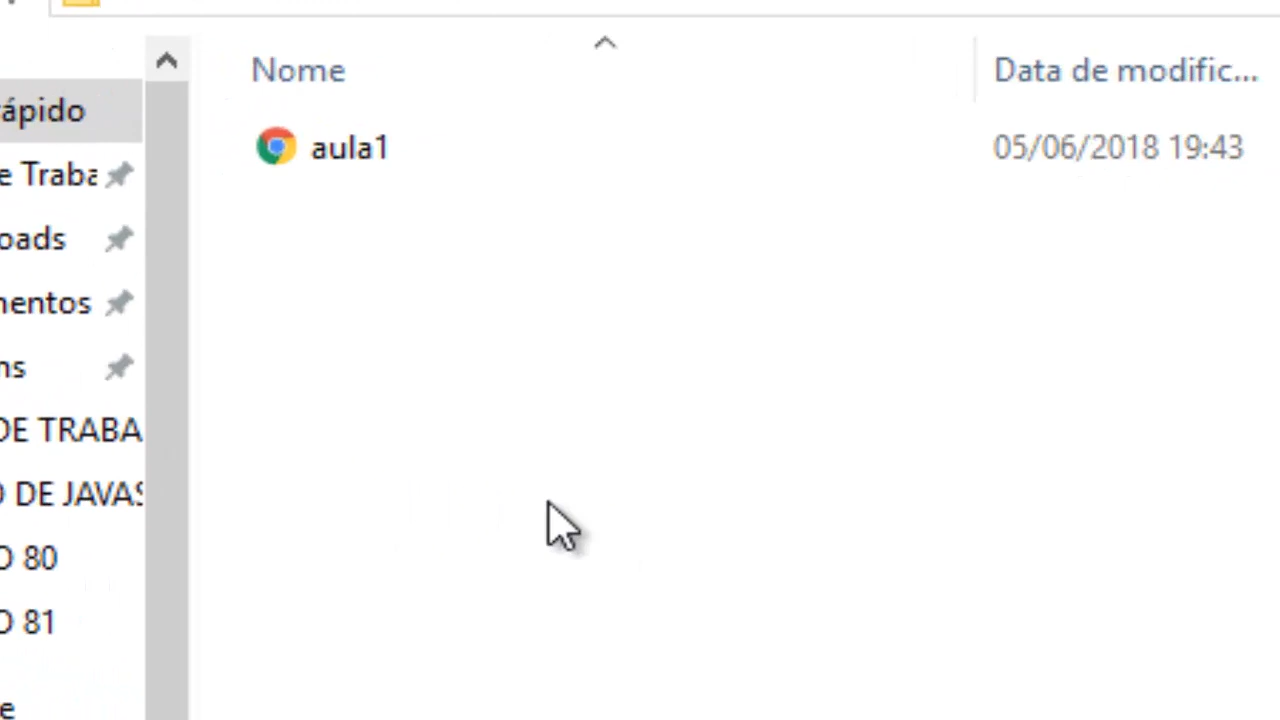 Nome
Data de modific...
aula1
05/06/2018 19:43
ápido
e Traba
oads
mentos
ns
DE TRABA
DE JAVAS
80
81
e